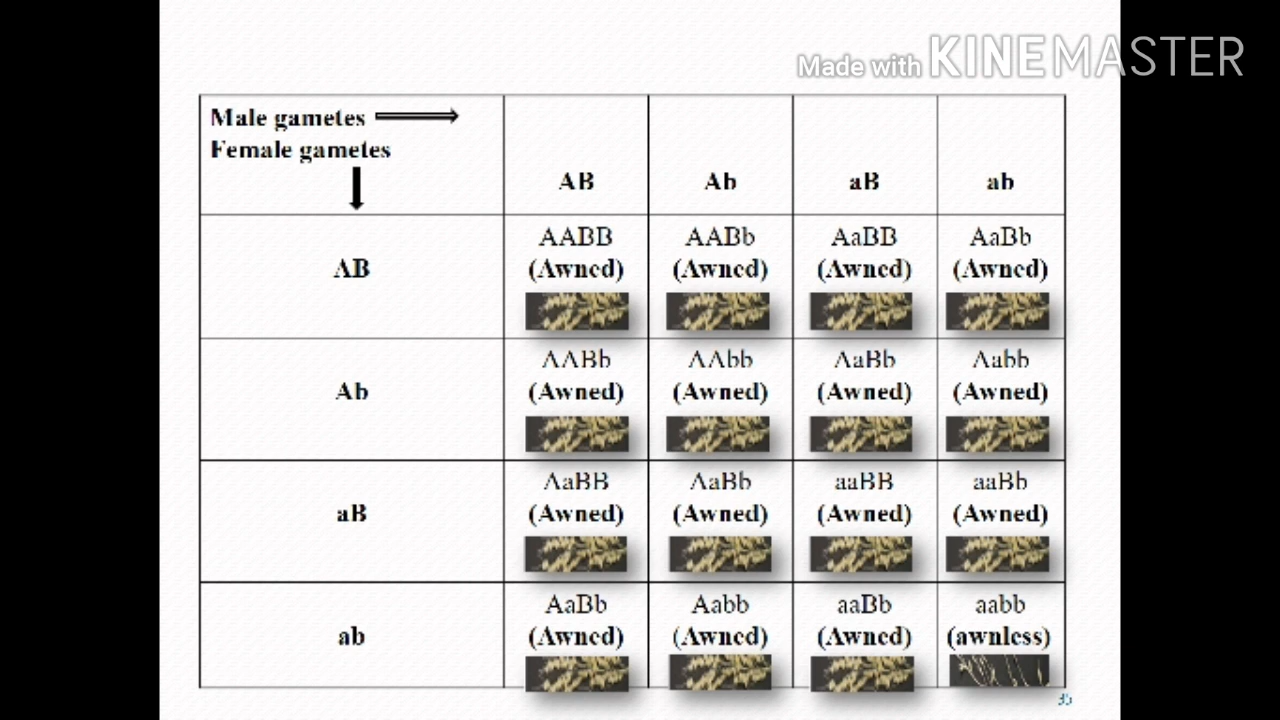 Made with KINEMASTER
Male gametes
Female gametes
AB Ab aB ab
AB
AABB AABb AaBB AaBb
(Awned) (Awned) (Awned) (Awned)
Ab
AABb AAbb AaBb Aabb
(Awned) (Awned) (Awned) (Awned)
aB
AaBB AaBb aaBB aaBb
(Awned) (Awned) (Awned) (Awned)
ab
AaBb Aabb aaBb aabb
(Awned) (Awned) (Awned) (awnless)
35